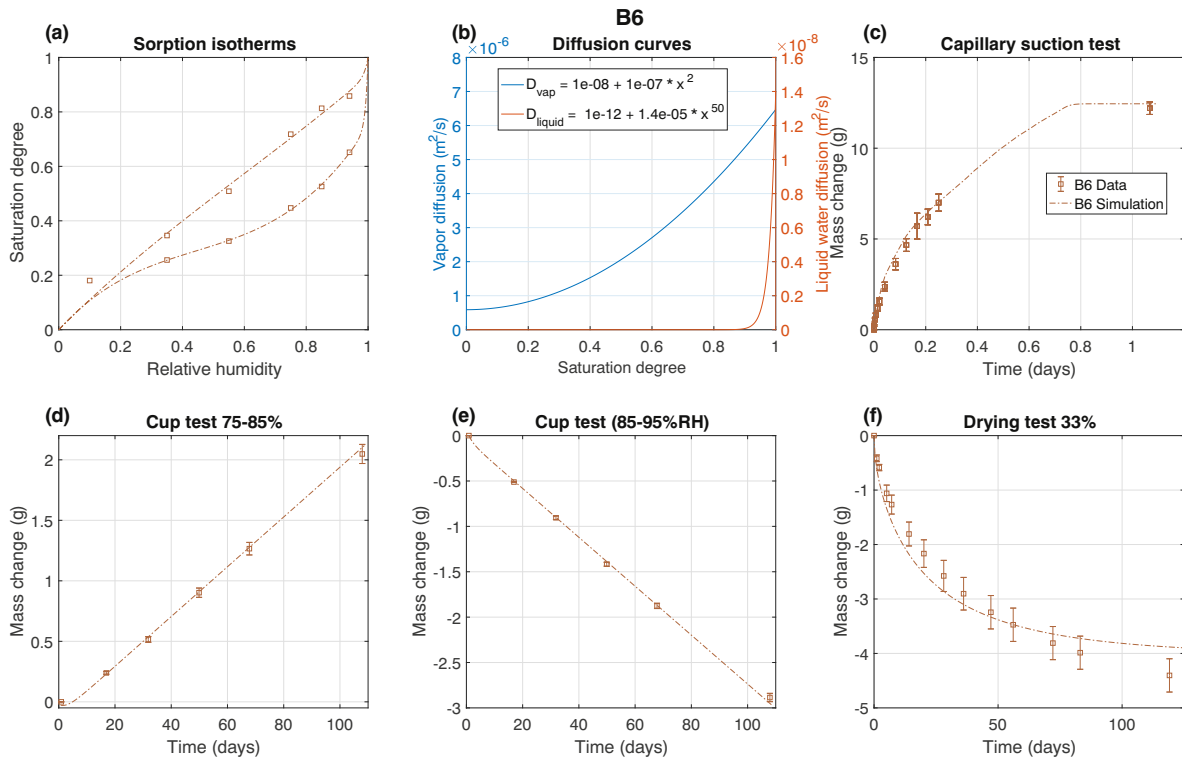 B6
(a)
Sorption isotherms
Saturation degree
0
0.2
0.4
0.6
0.8
1
0
0.2
0.4
0.6
0.8
1
Relative humidity
(b)
Diffusion curves
×10-6
×10-8
Vapor diffusion (m2/s)
0
1
2
3
4
5
6
7
8
Dvap = 1e-08 + 1e-07 * x2
Dliquid = 1e-12 + 1.4e-05 * x50
Liquid water diffusion (m2/s)
0
0.2
0.4
0.6
0.8
1
1.2
1.4
1.6
0
0.2
0.4
0.6
0.8
1
Saturation degree
(c)
Capillary suction test
Mass change (g)
0
5
10
15
B6 Data
B6 Simulation
0
0.2
0.4
0.6
0.8
1
Time (days)
(d)
Cup test 75-85%
Mass change (g)
0
0.5
1
1.5
2
0
20
40
60
80
100
Time (days)
(e)
Cup test (85-95%RH)
Mass change (g)
0
-0.5
-1
-1.5
-2
-2.5
-3
0
20
40
60
80
100
Time (days)
(f)
Drying test 33%
Mass change (g)
0
-1
-2
-3
-4
-5
0
50
100
Time (days)